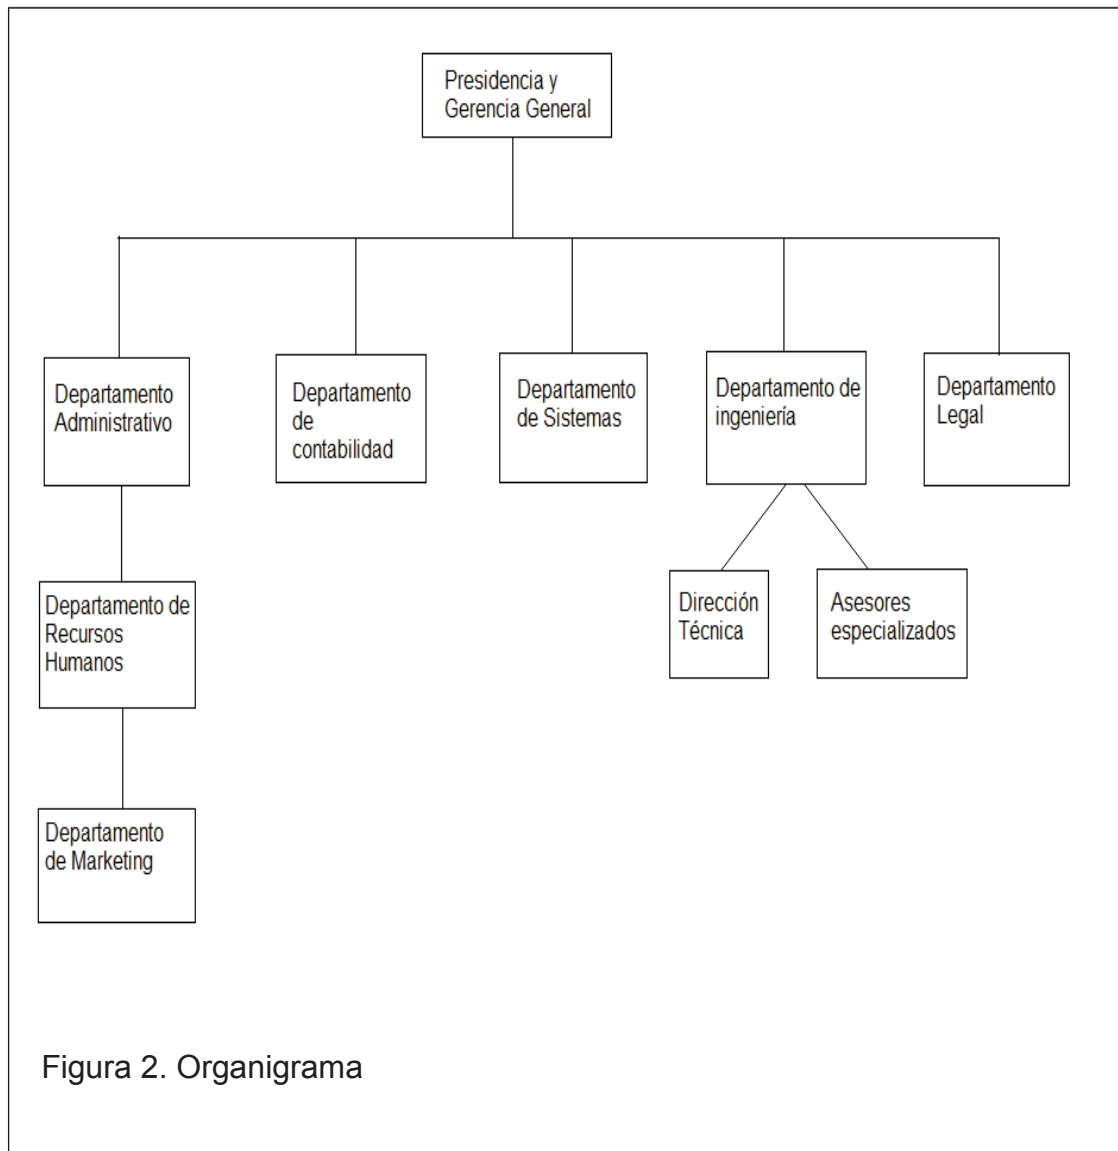 Presidencia y
Gerencia General
Departamento
Administrativo
Departamento
de
contabilidad
Departamento
de Sistemas
Departamento de
ingeniería
Departamento
Legal
Departamento de
Recursos
Humanos
Dirección
Técnica
Asesores
especializados
Departamento
de Marketing
Figura 2. Organigrama